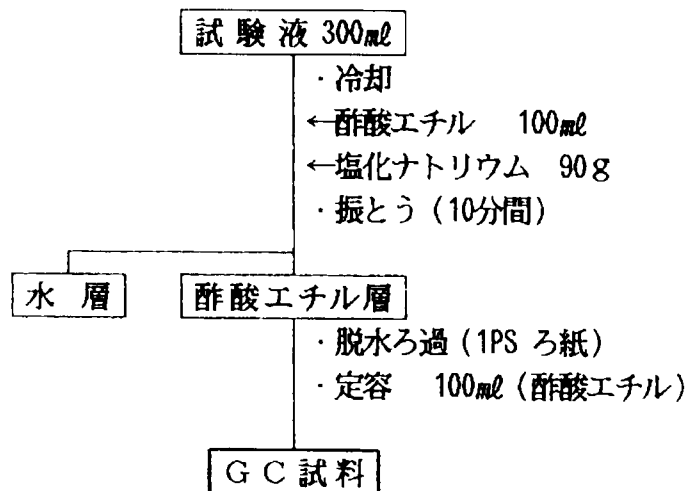 試験液 300ml
・冷却
←酢酸エチル 100ml
←塩化ナトリウム 90g
・振とう (10分間)
水層
酢酸エチル層
・脱水ろ過 (1PS ろ紙)
・定容 100ml (酢酸エチル)
GC試料